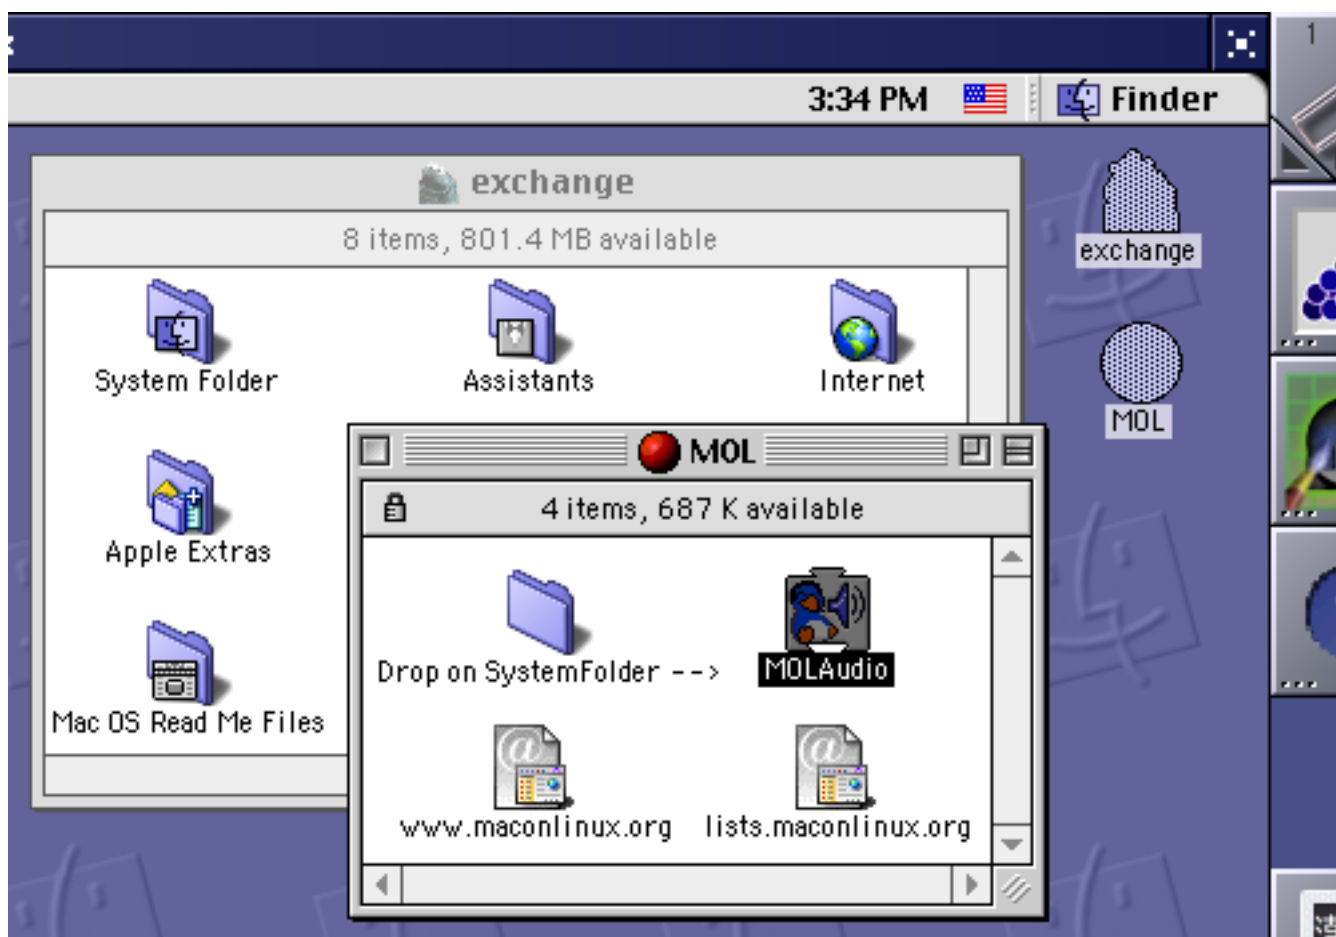 1
3:34 PM
Finder
exchange
8 items, 801.4 MB available
exchange
System Folder
Assistants
Internet
MOL
MOL
4 items, 687 K available
Apple Extras
Drop on SystemFolder -->
MOLAudio
Mac OS Read Me Files
www.maconlinux.org
lists.maconlinux.org